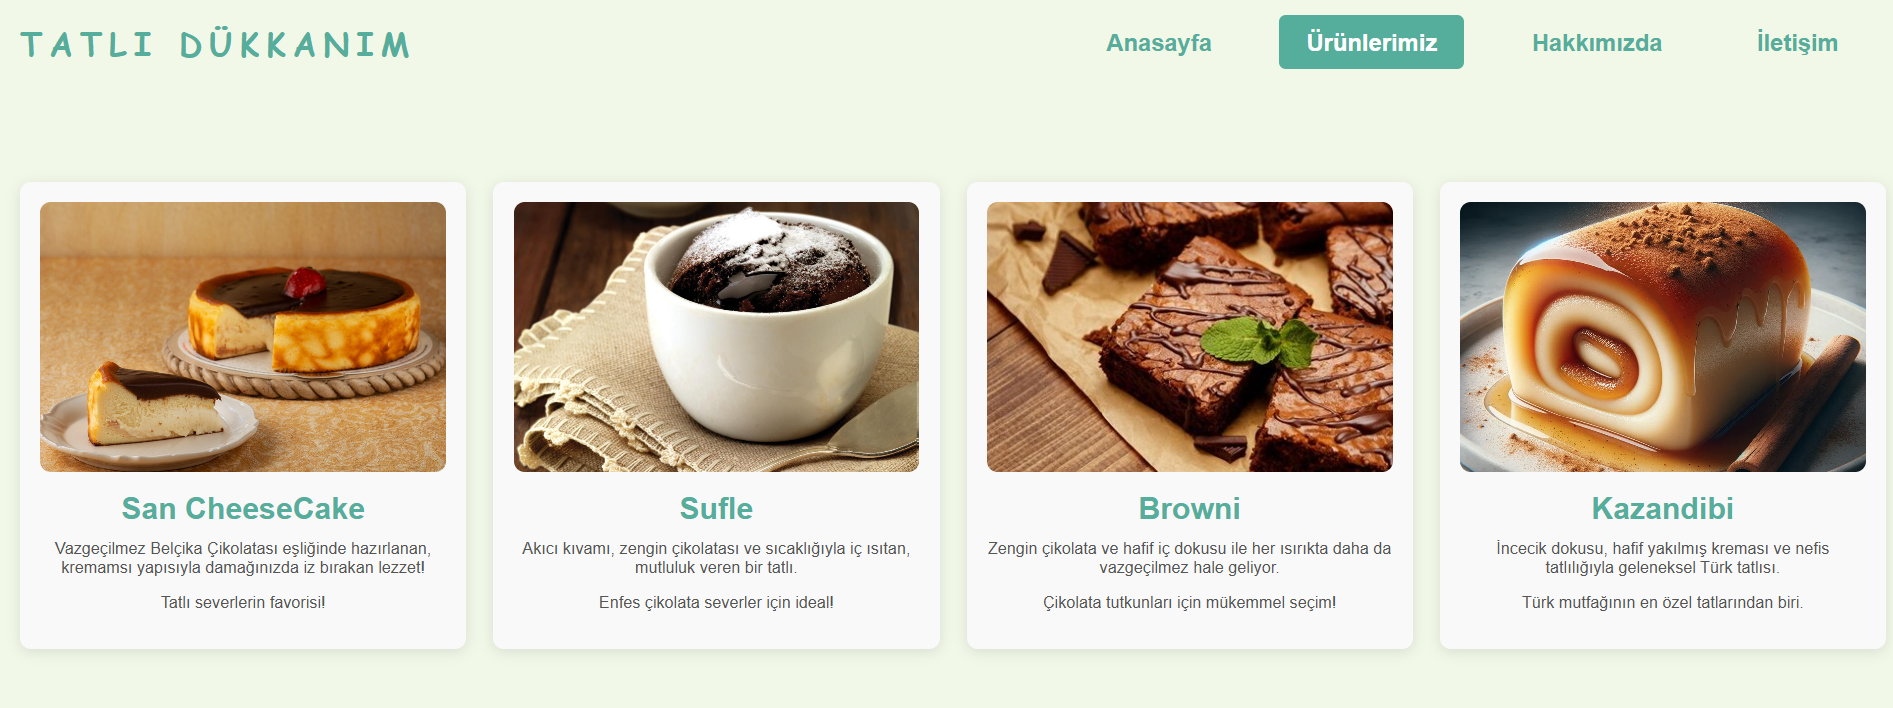 TATLI DÜKKANIM
Anasayfa
Ürünlerimiz
Hakkımızda
İletişim
San CheeseCake
Vazgeçilmez Belçika Çikolatası eşliğinde hazırlanan,
kremamsı yapısıyla damağınızda iz bırakan lezzet!
Tatlı severlerin favorisi!
Sufle
Akıcı kıvamı, zengin çikolatası ve sıcaklığıyla iç ısıtan,
mutluluk veren bir tatlı.
Enfes çikolata severler için ideal!
Browni
Zengin çikolata ve hafif iç dokusu ile her ısırıkta daha da
vazgeçilmez hale geliyor.
Çikolata tutkunları için mükemmel seçim!
Kazandibi
İncecik dokusu, hafif yakılmış kreması ve nefis
tatlılığıyla geleneksel Türk tatlısı.
Türk mutfağının en özel tatlarından biri.